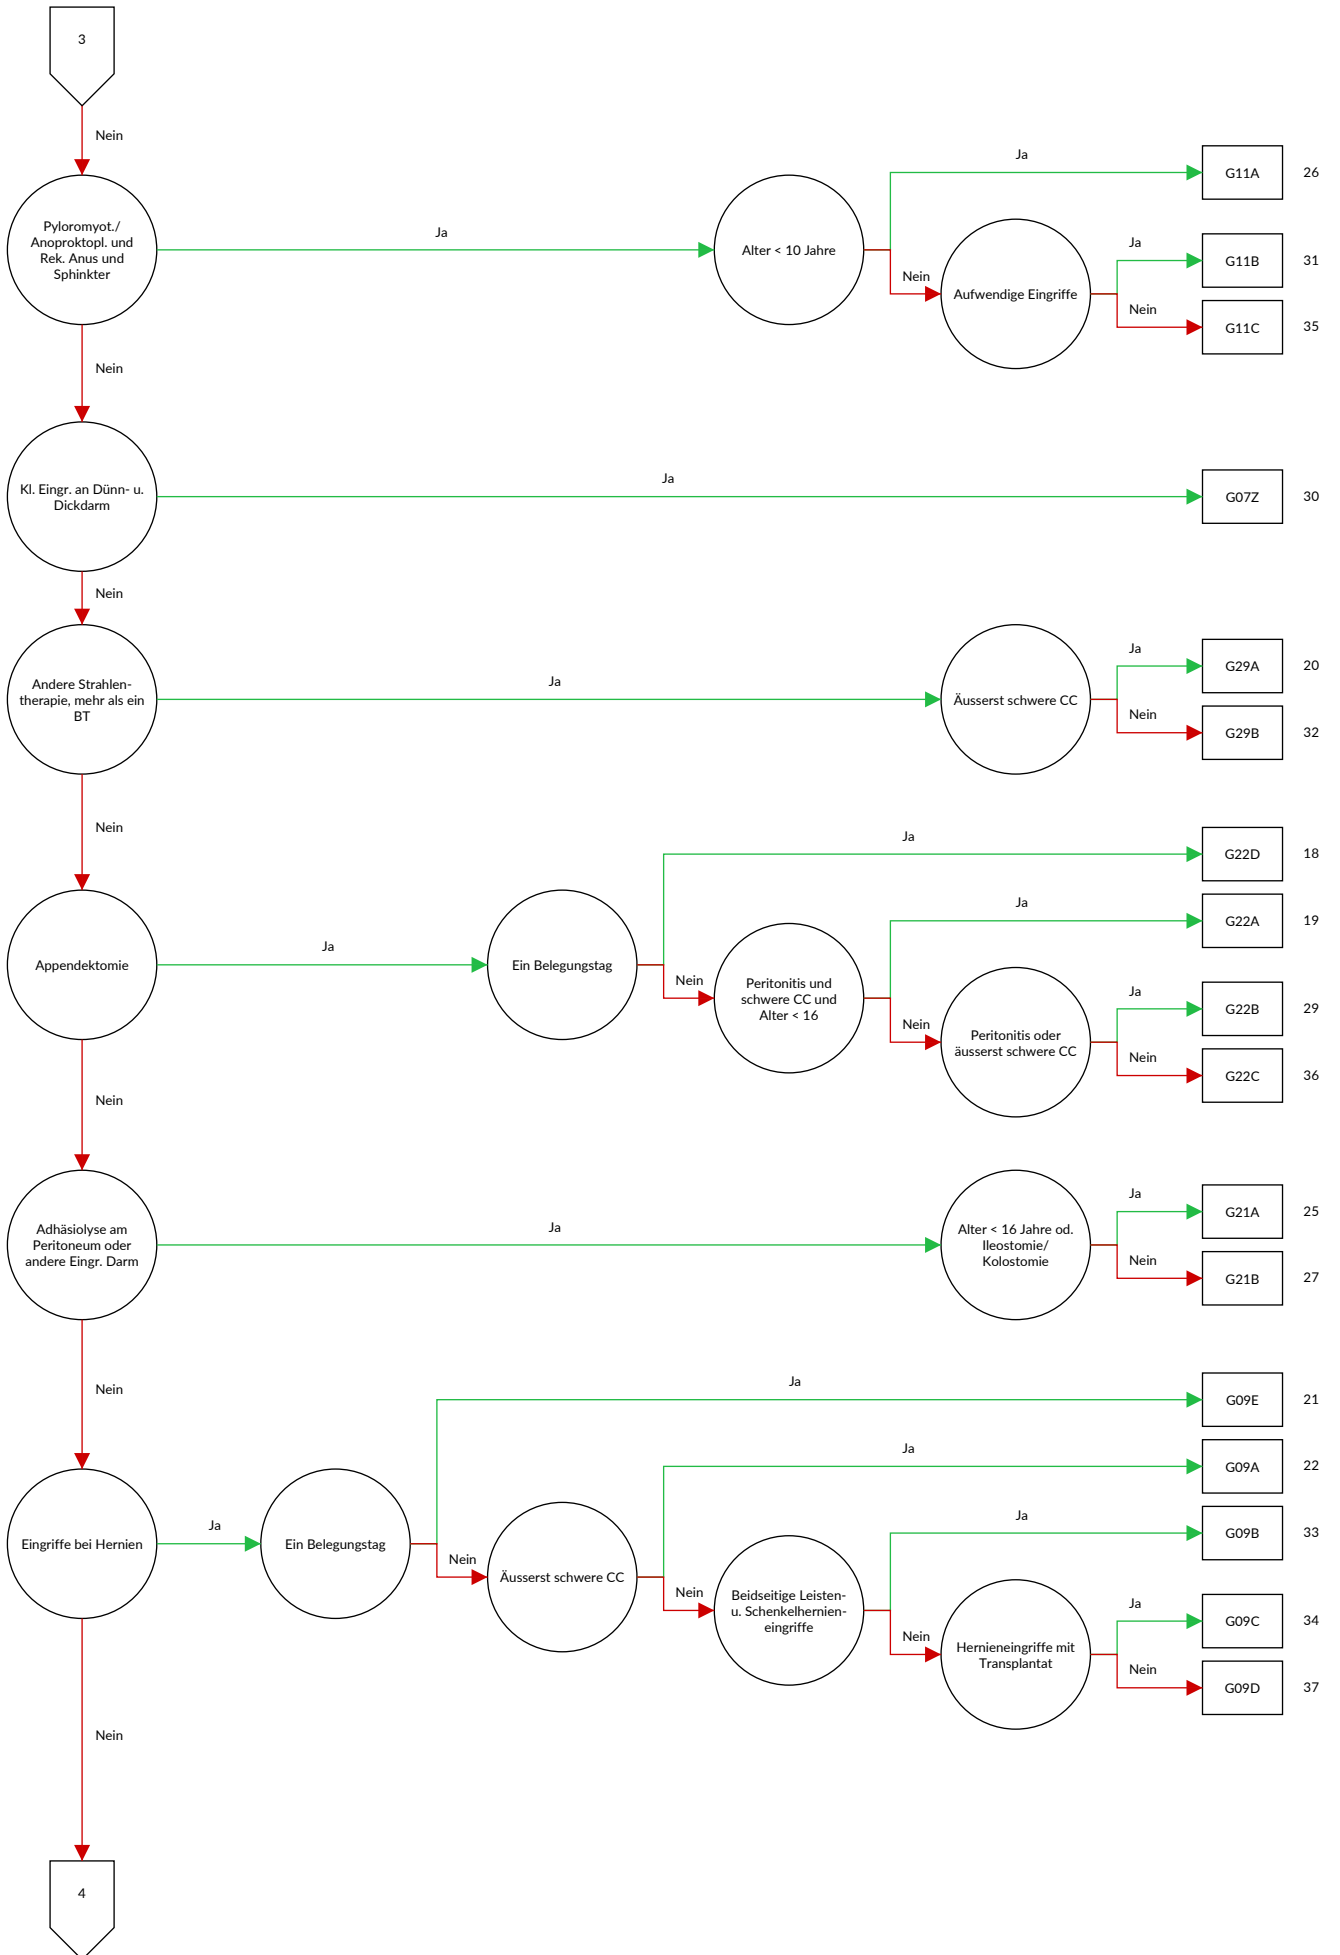 3
Nein
Pyloromyot./
Anoproktopl. und
Rek. Anus und
Sphinkter
Ja
Alter < 10 Jahre
Ja
G11A
26
Nein
Aufwendige Eingriffe
Ja
G11B
31
Nein
G11C
35
Nein
Kl. Eingr. an Dünn- u.
Dickdarm
Ja
G07Z
30
Nein
Andere Strahlen-
therapie, mehr als ein
BT
Ja
Äusserst schwere CC
Ja
G29A
20
Nein
G29B
32
Nein
Appendektomie
Ja
Ein Belegungstag
Ja
G22D
18
Nein
Peritonitis und
schwere CC und
Alter < 16
Ja
G22A
19
Nein
Peritonitis oder
äusserst schwere CC
Ja
G22B
29
Nein
G22C
36
Nein
Adhäsiolyse am
Peritoneum oder
andere Eingr. Darm
Ja
Alter < 16 Jahre od.
Ileostomie/
Kolostomie
Ja
G21A
25
Nein
G21B
27
Nein
Eingriffe bei Hernien
Ja
Ein Belegungstag
Ja
G09E
21
Nein
Äusserst schwere CC
Ja
G09A
22
Nein
Beidseitige Leisten-
u. Schenkelhernien-
eingriffe
Ja
G09B
33
Nein
Hernieneingriffe mit
Transplantat
Ja
G09C
34
Nein
G09D
37
Nein
4